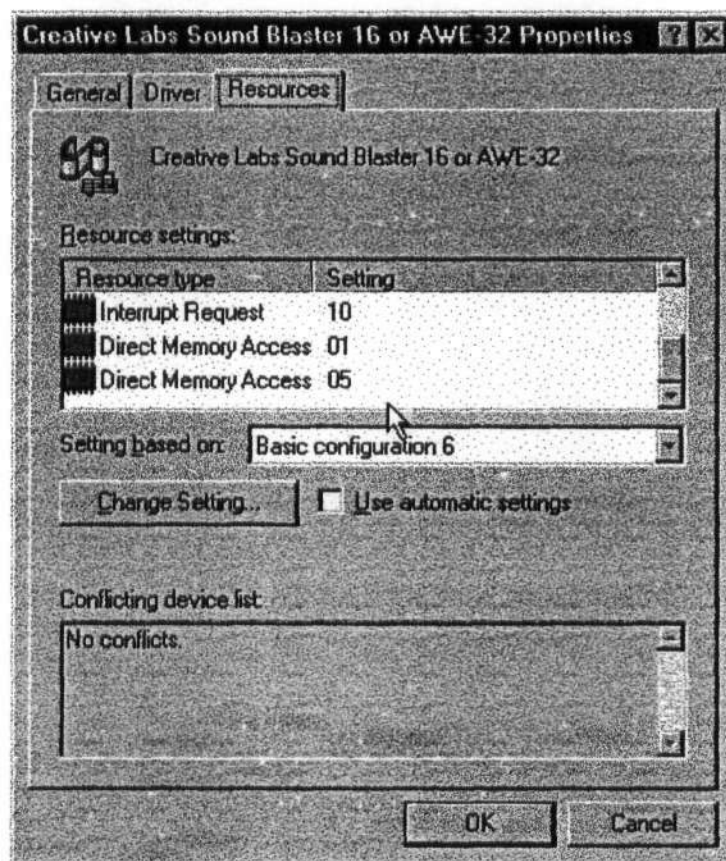 Creative Labs Sound Blaster 16 or AWE-32 Properties ? X
General Driver Resources
Creative Labs Sound Blaster 16 or AWE-32
Resource settings:
Resource type Setting
Interrupt Request 10
Direct Memory Access 01
Direct Memory Access 05
Setting based on: Basic configuration 6
Change Setting... Use automatic settings
Conflicting device list:
No conflicts.
OK Cancel